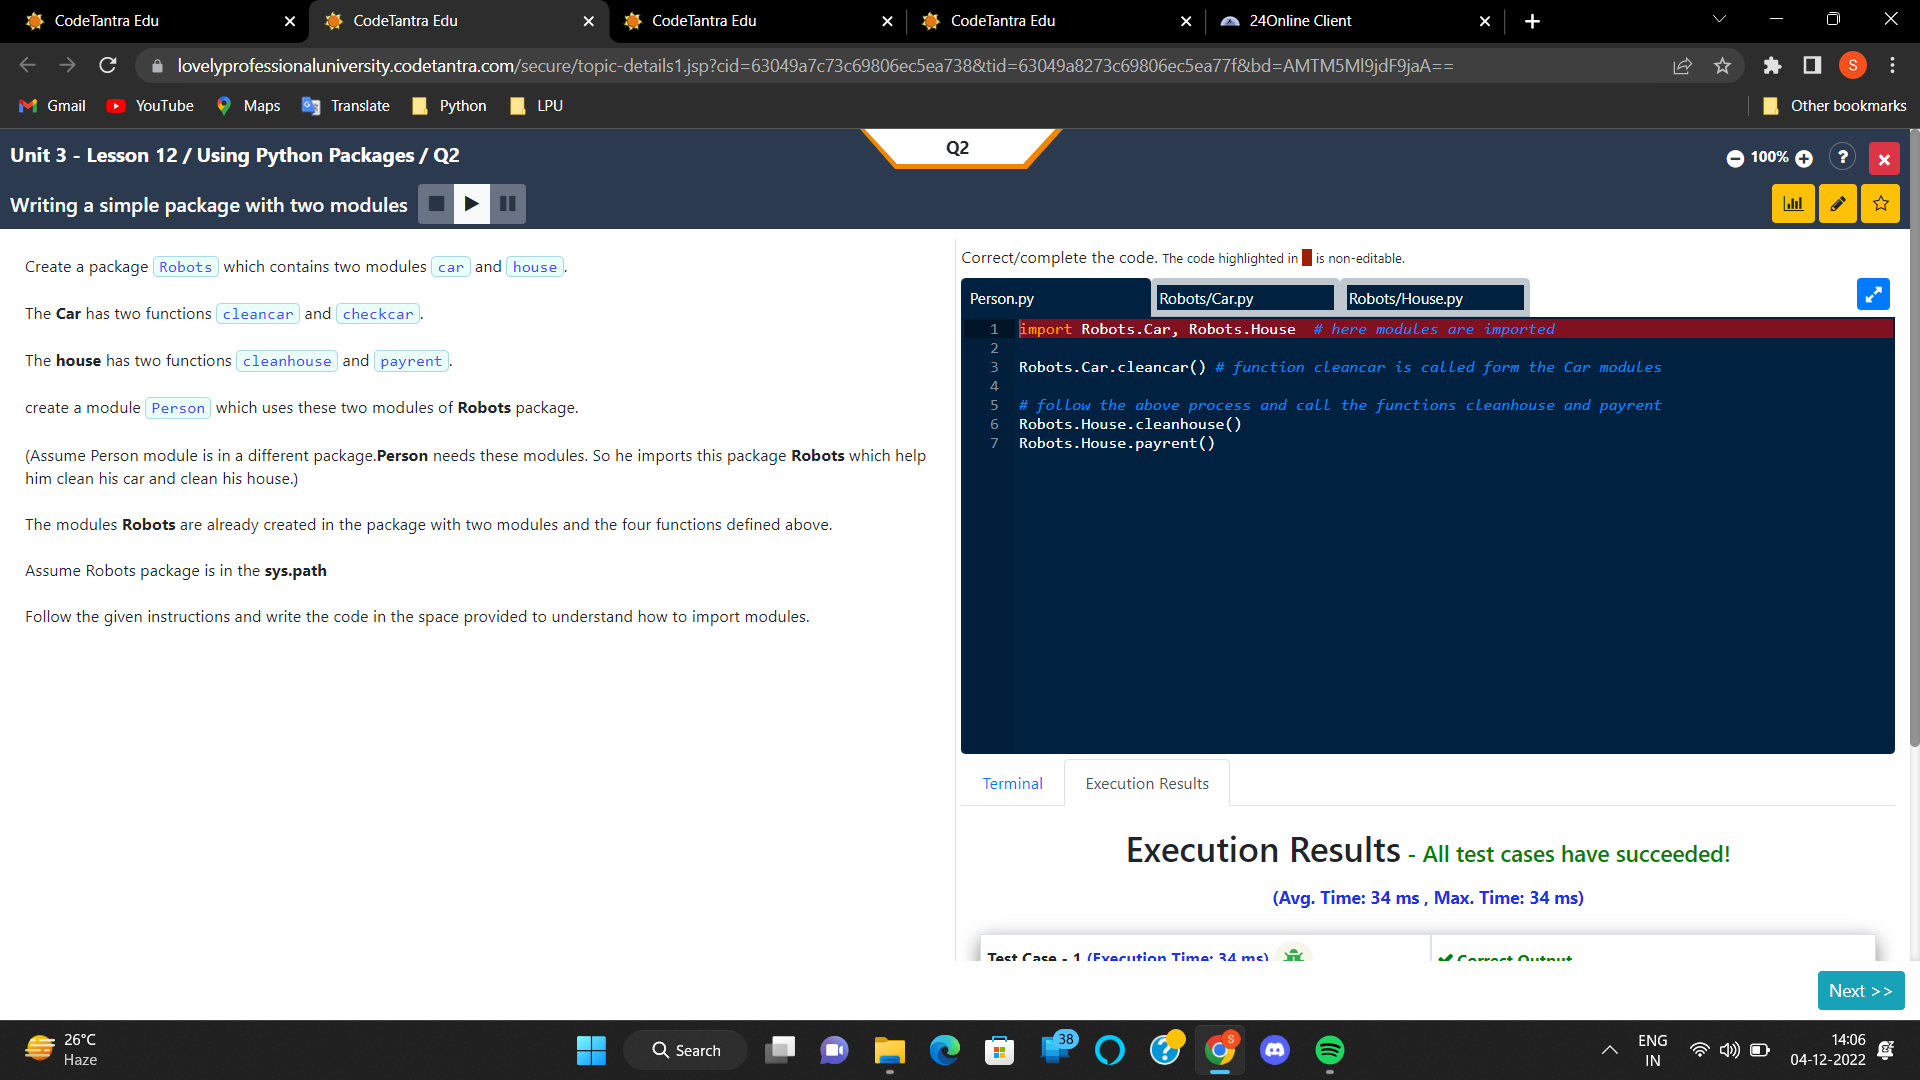 CodeTantra Edu
CodeTantra Edu
CodeTantra Edu
CodeTantra Edu
24Online Client
lovelyprofessionaluniversity.codetantra.com/secure/topic-details1.jsp?cid=63049a7c73c69806ec5ea738&tid=63049a8273c69806ec5ea77f&bd=AMTM5Ml9jdF9jaA==
S
Gmail
YouTube
Maps
Translate
Python
LPU
Other bookmarks
Unit 3 - Lesson 12 / Using Python Packages / Q2
Q2
100%
?
Writing a simple package with two modules
Create a package Robots which contains two modules car and house.
The Car has two functions cleancar and checkcar.
The house has two functions cleanhouse and payrent.
create a module Person which uses these two modules of Robots package.
(Assume Person module is in a different package.Person needs these modules. So he imports this package Robots which help
him clean his car and clean his house.)
The modules Robots are already created in the package with two modules and the four functions defined above.
Assume Robots package is in the sys.path
Follow the given instructions and write the code in the space provided to understand how to import modules.
Correct/complete the code. The code highlighted in is non-editable.
Person.py
Robots/Car.py
Robots/House.py
1 import Robots.Car, Robots.House # here modules are imported
2
3 Robots.Car.cleancar() # function cleancar is called form the Car modules
4
5 # follow the above process and call the functions cleanhouse and payrent
6 Robots.House.cleanhouse()
7 Robots.House.payrent()
Terminal
Execution Results
Execution Results - All test cases have succeeded!
(Avg. Time: 34 ms , Max. Time: 34 ms)
Test Case - 1 (Execution Time: 34 ms)
Correct Output
Next >>
26°C
Haze
Search
38
S
ENG
IN
14:06
04-12-2022